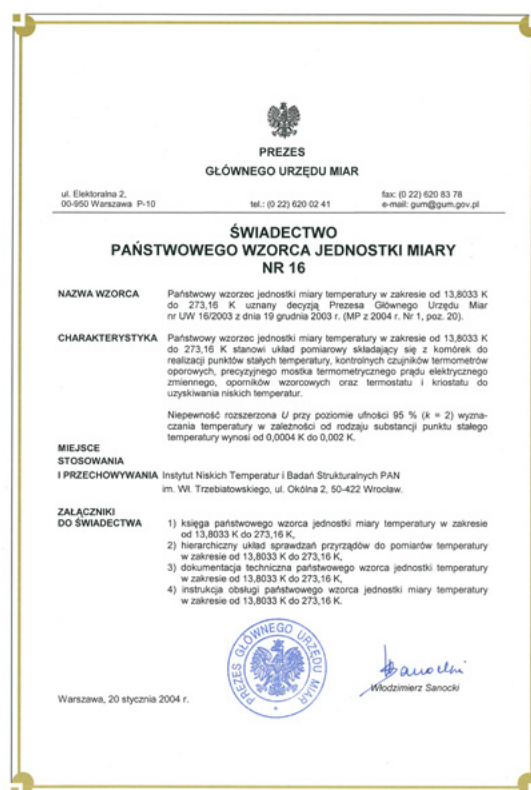 PREZES
GŁÓWNEGO URZĘDU MIAR
ul. Elektoralna 2,
00-950 Warszawa P-10
tel.: (0 22) 620 02 41
fax: (0 22) 620 83 78
e-mail: gum@gum.gov.pl
ŚWIADECTWO
PAŃSTWOWEGO WZORCA JEDNOSTKI MIARY
NR 16
NAZWA WZORCA
Państwowy wzorzec jednostki miary temperatury w zakresie od 13,8033 K
do 273,16 K uznany decyzją Prezesa Głównego Urzędu Miar
nr UW 16/2003 z dnia 19 grudnia 2003 r. (MP z 2004 r. Nr 1, poz. 20).
CHARAKTERYSTYKA
Państwowy wzorzec jednostki miary temperatury w zakresie od 13,8033 K
do 273,16 K stanowi układ pomiarowy składający się z komórek do
realizacji punktów stałych temperatury, kontrolnych czujników termometrów
oporowych, precyzyjnego mostka termometrycznego prądu elektrycznego
zmiennego, oporników wzorcowych oraz termostatu i kriostatu do
uzyskiwania niskich temperatur.
Niepewność rozszerzona U przy poziomie ufności 95 % (k = 2) wyzna-
czania temperatury w zależności od rodzaju substancji punktu stałego
temperatury wynosi od 0,0004 K do 0,002 K.
MIEJSCE
STOSOWANIA
I PRZECHOWYWANIA Instytut Niskich Temperatur i Badań Strukturalnych PAN
im. Wł. Trzebiatowskiego, ul. Okólna 2, 50-422 Wrocław.
ZAŁĄCZNIKI
DO ŚWIADECTWA
1) księga państwowego wzorca jednostki miary temperatury w zakresie
od 13,8033 K do 273,16 K,
2) hierarchiczny układ sprawdzań przyrządów do pomiarów temperatury
w zakresie od 13,8033 K do 273,16 K,
3) dokumentacja techniczna państwowego wzorca jednostki temperatury
w zakresie od 13,8033 K do 273,16 K,
4) instrukcja obsługi państwowego wzorca jednostki miary temperatury
w zakresie od 13,8033 K do 273,16 K.
PREZES GŁÓWNEGO URZĘDU MIAR
Sanocki
Włodzimierz Sanocki
Warszawa, 20 stycznia 2004 r.